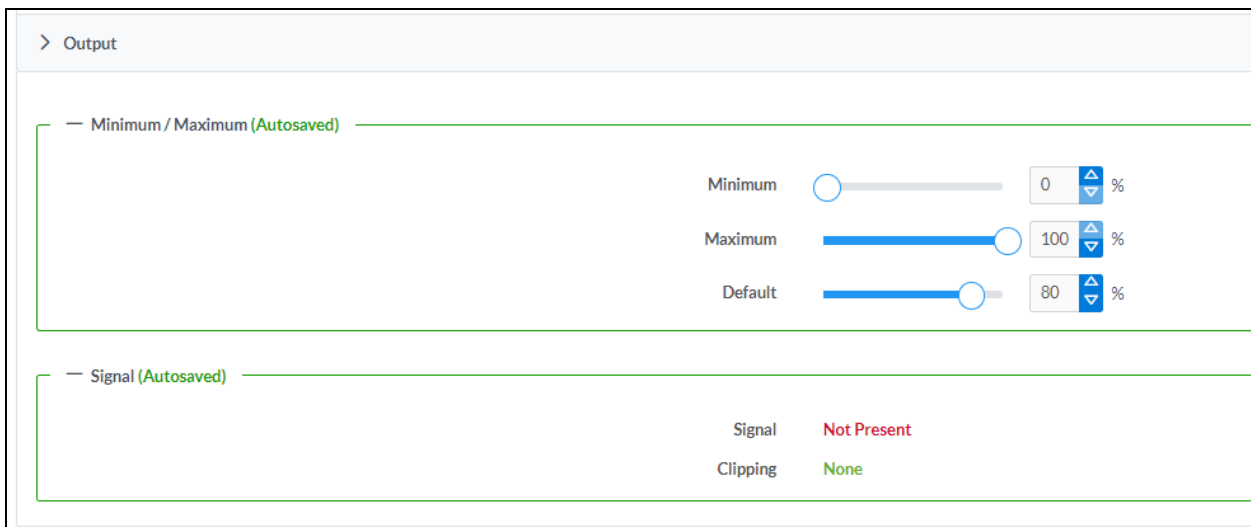 Output
Minimum / Maximum (Autosaved)
Minimum 0 %
Maximum 100 %
Default 80 %
Signal (Autosaved)
Signal Not Present
Clipping None